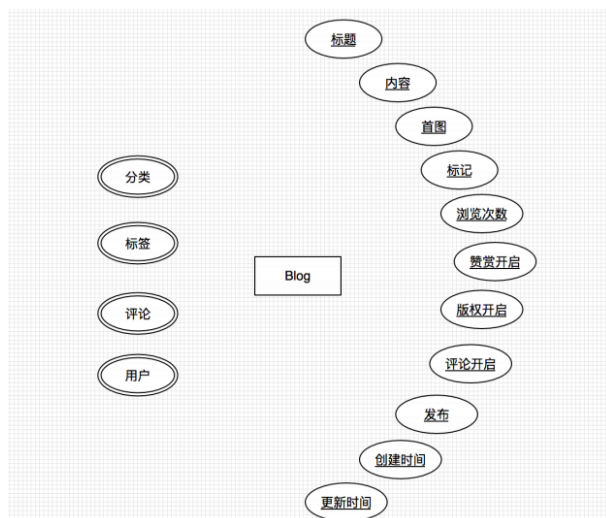 标题
内容
首图
标记
分类
浏览次数
标签
赞赏开启
Blog
版权开启
评论
评论开启
用户
发布
创建时间
更新时间